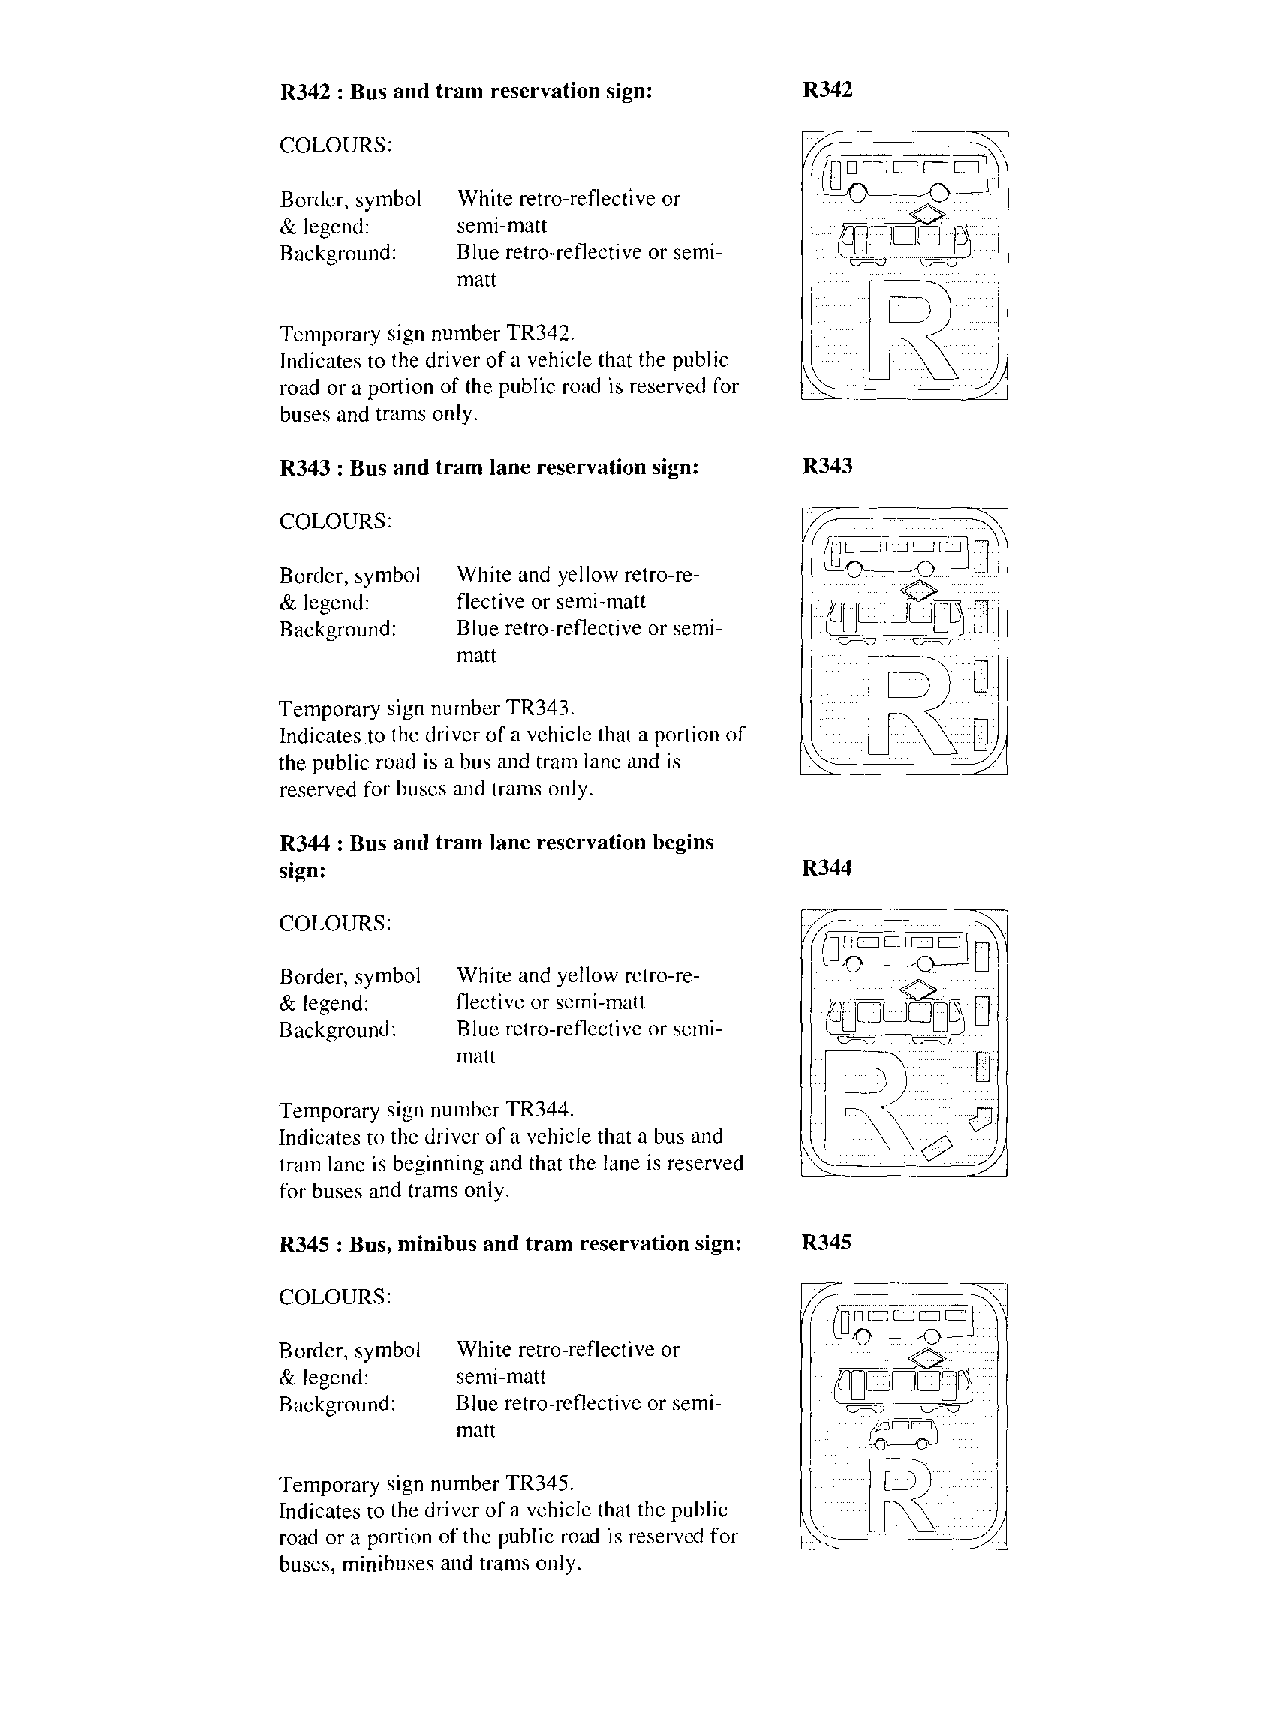 R342 : Bus and tram reservation sign: R342
COLOURS:
Border, symbol White retro-reflective or
& legend: semi-matt
Background: Blue retro-reflective or semi-
matt
Temporary sign number TR342.
Indicates to the driver of a vehicle that the public
road or a portion of the public road is reserved for
buses and trams only.
R
R343 : Bus and tram lane reservation sign: R343
COLOURS:
Border, symbol White and yellow retro-re-
& legend: flective or semi-matt
Background: Blue retro-reflective or semi-
matt
Temporary sign number TR343.
Indicates to the driver of a vehicle that a portion of
the public road is a bus and tram lane and is
reserved for buses and trams only.
R
R344 : Bus and tram lane reservation begins
sign: R344
COLOURS:
Border, symbol White and yellow retro-re-
& legend: flective or semi-matt
Background: Blue retro-reflective or semi-
matt
Temporary sign number TR344.
Indicates to the driver of a vehicle that a bus and
tram lane is beginning and that the lane is reserved
for buses and trams only.
R
R345 : Bus, minibus and tram reservation sign: R345
COLOURS:
Border, symbol White retro-reflective or
& legend: semi-matt
Background: Blue retro-reflective or semi-
matt
Temporary sign number TR345.
Indicates to the driver of a vehicle that the public
road or a portion of the public road is reserved for
buses, minibuses and trams only.
R